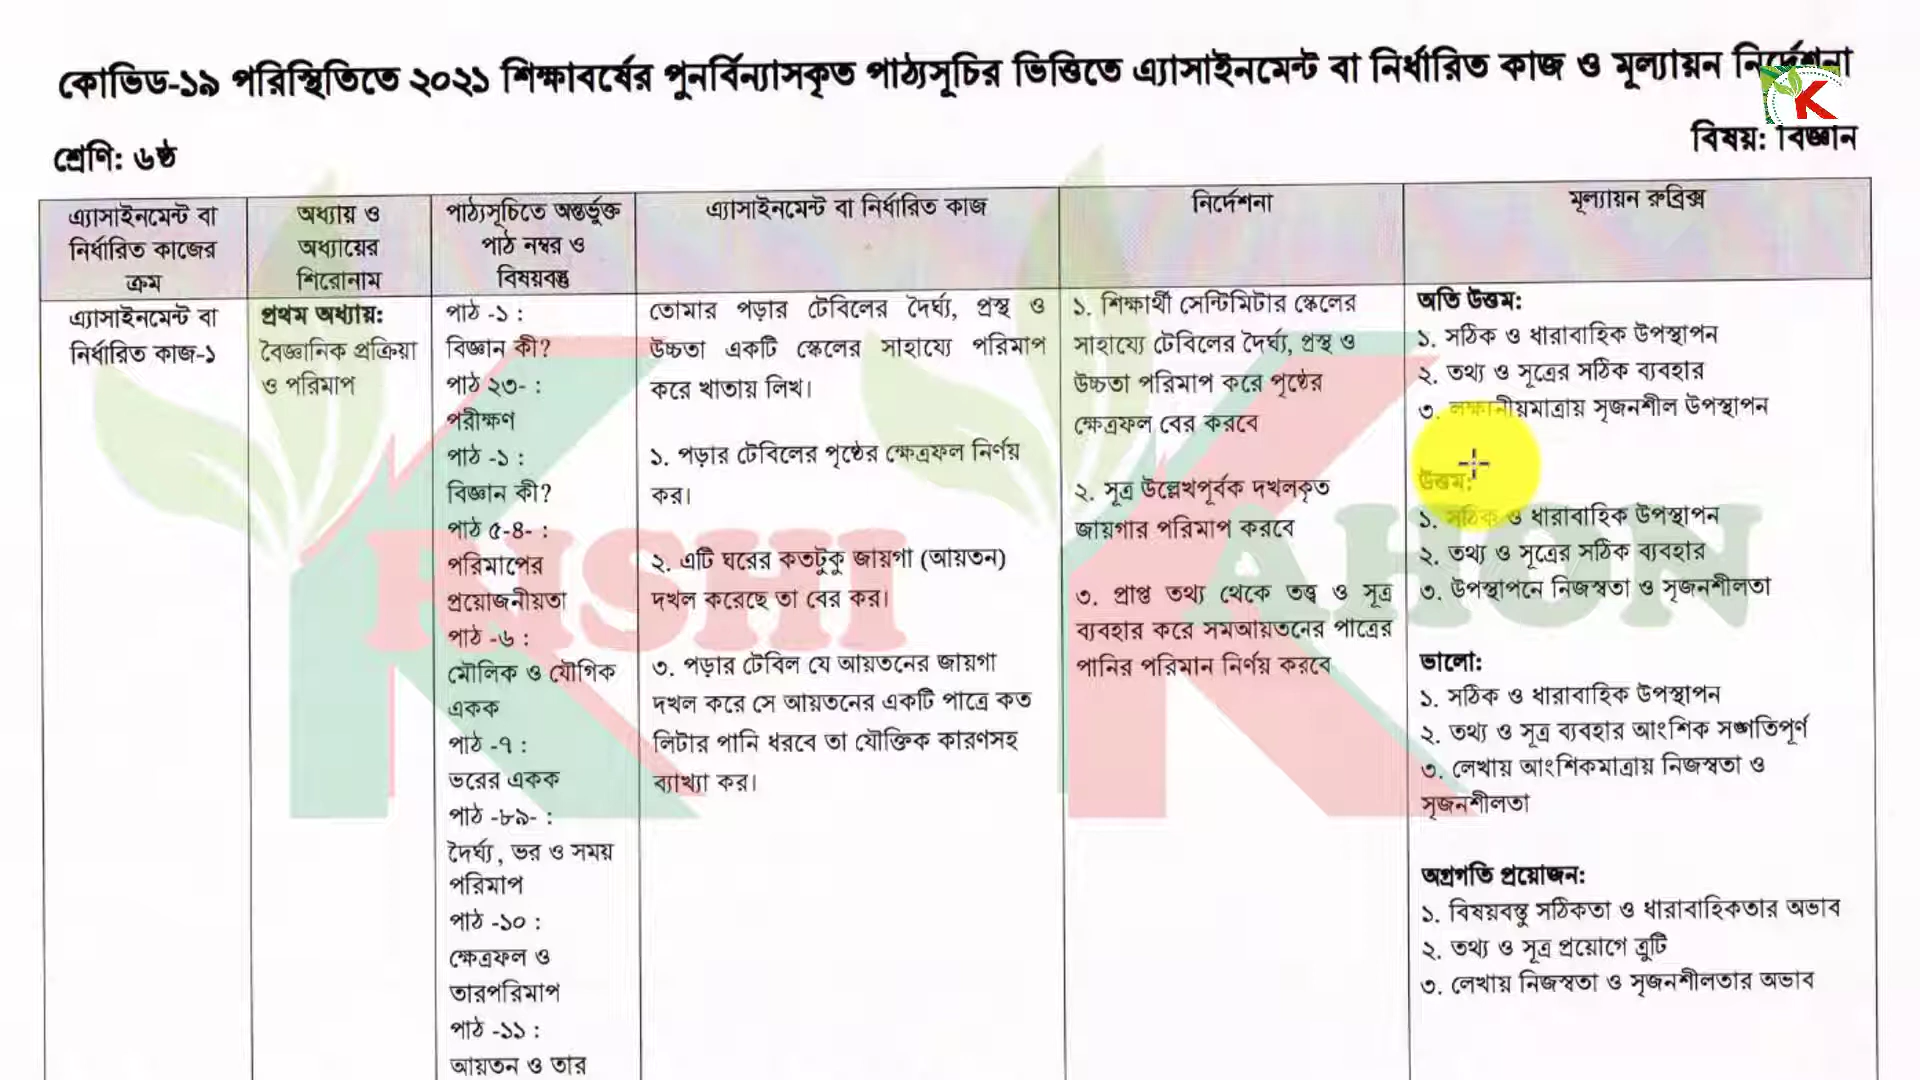 কোভিড-১৯ পরিস্থিতিতে ২০২১ শিক্ষাবর্ষের পুনর্বিন্যাসকৃত পাঠ্যসূচির ভিত্তিতে এ্যাসাইনমেন্ট বা নির্ধারিত কাজ ও মূল্যায়ন নির্দেশনা
K
শ্রেণি: ৬ষ্ঠ
বিষয়: বিজ্ঞান
এ্যাসাইনমেন্ট বা
নির্ধারিত কাজের
ক্রম
অধ্যায় ও
অধ্যায়ের
শিরোনাম
পাঠ্যসূচিতে অন্তর্ভুক্ত
পাঠ নম্বর ও
বিষয়বস্তু
এ্যাসাইনমেন্ট বা নির্ধারিত কাজ
নির্দেশনা
মূল্যায়ন রুব্রিক্স
এ্যাসাইনমেন্ট বা
নির্ধারিত কাজ-১
প্রথম অধ্যায়:
বৈজ্ঞানিক প্রক্রিয়া
ও পরিমাপ
পাঠ -১ :
বিজ্ঞান কী?
পাঠ ২৩- :
পরীক্ষণ
পাঠ -১ :
বিজ্ঞান কী?
পাঠ ৫-৪- :
পরিমাপের
প্রয়োজনীয়তা
পাঠ -৬ :
মৌলিক ও যৌগিক
একক
পাঠ -৭ :
ভরের একক
পাঠ -৮৯- :
দৈর্ঘ্য, ভর ও সময়
পরিমাপ
পাঠ -১০ :
ক্ষেত্রফল ও
তারপরিমাপ
পাঠ -১১ :
আয়তন ও তার
তোমার পড়ার টেবিলের দৈর্ঘ্য, প্রস্থ ও
উচ্চতা একটি স্কেলের সাহায্যে পরিমাপ
করে খাতায় লিখ।
১. পড়ার টেবিলের পৃষ্ঠের ক্ষেত্রফল নির্ণয়
কর।
২. এটি ঘরের কতটুকু জায়গা (আয়তন)
দখল করেছে তা বের কর।
৩. পড়ার টেবিল যে আয়তনের জায়গা
দখল করে সে আয়তনের একটি পাত্রে কত
লিটার পানি ধরবে তা যৌক্তিক কারণসহ
ব্যাখ্যা কর।
১. শিক্ষার্থী সেন্টিমিটার স্কেলের
সাহায্যে টেবিলের দৈর্ঘ্য, প্রস্থ ও
উচ্চতা পরিমাপ করে পৃষ্ঠের
ক্ষেত্রফল বের করবে
২. সূত্র উল্লেখপূর্বক দখলকৃত
জায়গার পরিমাপ করবে
৩. প্রাপ্ত তথ্য থেকে তত্ত্ব ও সূত্র
ব্যবহার করে সমআয়তনের পাত্রের
পানির পরিমান নির্ণয় করবে
অতি উত্তম:
১. সঠিক ও ধারাবাহিক উপস্থাপন
২. তথ্য ও সূত্রের সঠিক ব্যবহার
৩. লক্ষানীয়মাত্রায় সৃজনশীল উপস্থাপন
উত্তম:
১. সঠিক ও ধারাবাহিক উপস্থাপন
২. তথ্য ও সূত্রের সঠিক ব্যবহার
৩. উপস্থাপনে নিজস্বতা ও সৃজনশীলতা
ভালো:
১. সঠিক ও ধারাবাহিক উপস্থাপন
২. তথ্য ও সূত্র ব্যবহার আংশিক সঙ্গতিপূর্ণ
৩. লেখায় আংশিকমাত্রায় নিজস্বতা ও
সৃজনশীলতা
অগ্রগতি প্রয়োজন:
১. বিষয়বস্তু সঠিকতা ও ধারাবাহিকতার অভাব
২. তথ্য ও সূত্র প্রয়োগে ত্রুটি
৩. লেখায় নিজস্বতা ও সৃজনশীলতার অভাব
KRISHI KAHON